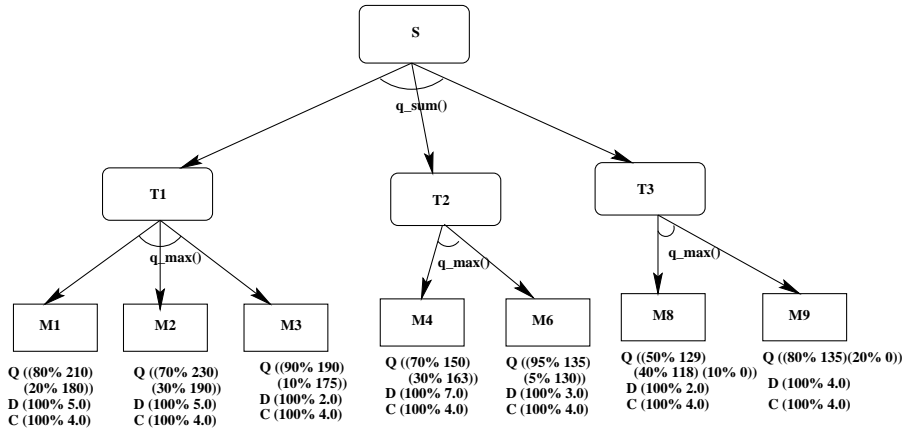 S
q_sum()
T1
T2
T3
q_max()
q_max()
q_max()
M1
M2
M3
M4
M6
M8
M9
Q ((80% 210)
(20% 180))
D (100% 5.0)
C (100% 4.0)
Q ((70% 230)
(30% 190))
D (100% 5.0)
C (100% 4.0)
Q ((90% 190)
(10% 175))
D (100% 2.0)
C (100% 4.0)
Q ((70% 150)
(30% 163))
D (100% 7.0)
C (100% 4.0)
Q ((95% 135)
(5% 130))
D (100% 3.0)
C (100% 4.0)
Q ((50% 129)
(40% 118) (10% 0))
D (100% 2.0)
C (100% 4.0)
Q ((80% 135)(20% 0)
D (100% 4.0)
C (100% 4.0)